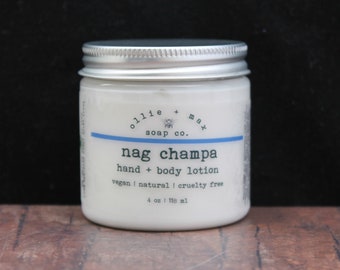 ollie + max
soap co.
nag champa
hand + body lotion
vegan | natural | cruelty free
4 oz | 118 ml